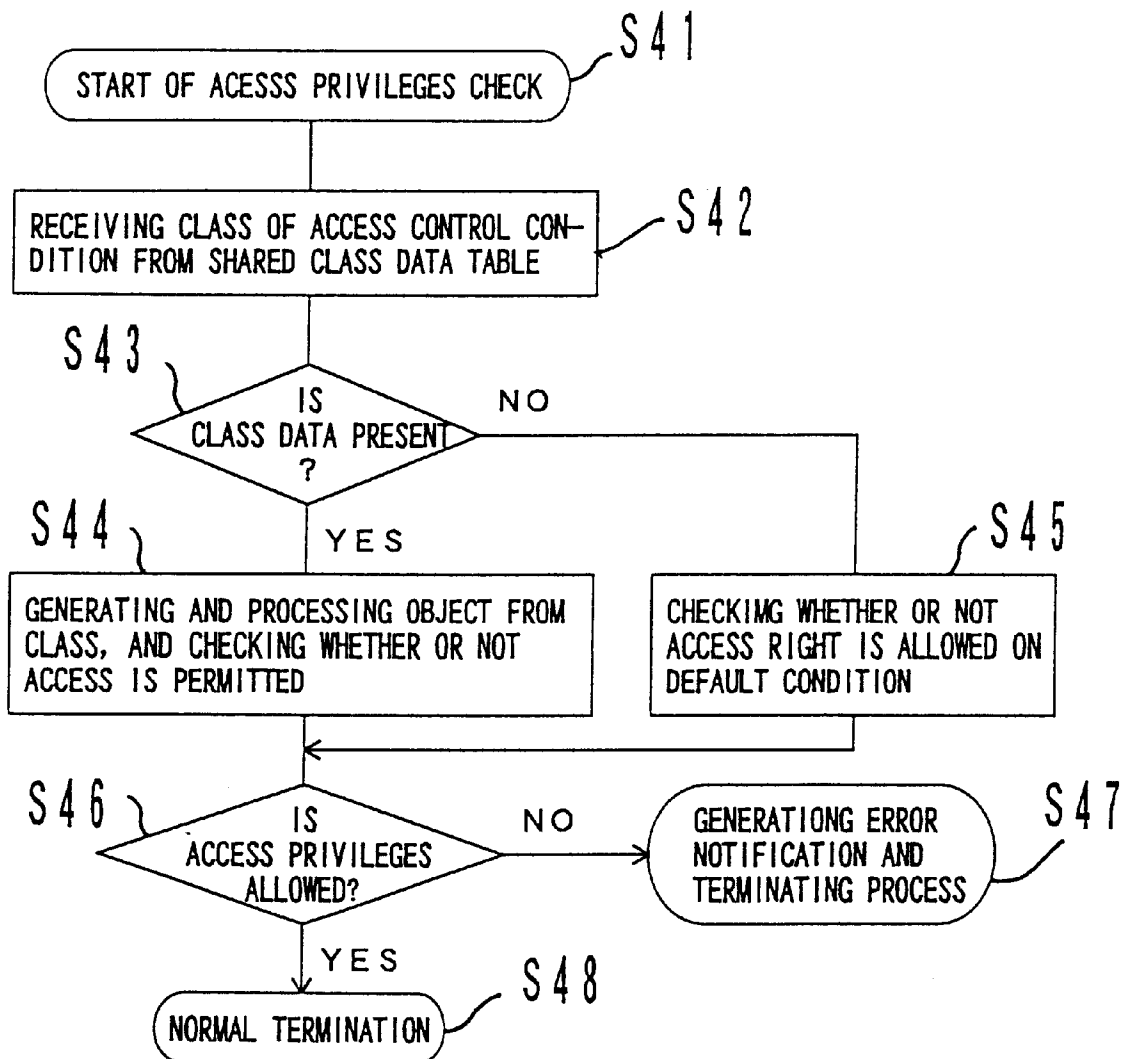 S41
START OF ACESSS PRIVILEGES CHECK
S42
RECEIVING CLASS OF ACCESS CONTROL CON-
DITION FROM SHARED CLASS DATA TABLE
S43
IS
CLASS DATA PRESENT
?
NO
YES
S44
GENERATING AND PROCESSING OBJECT FROM
CLASS, AND CHECKING WHETHER OR NOT
ACCESS IS PERMITTED
S45
CHECKIMG WHETHER OR NOT
ACCESS RIGHT IS ALLOWED ON
DEFAULT CONDITION
S46
IS
ACCESS PRIVILEGES
ALLOWED?
NO
YES
S47
GENERATIONG ERROR
NOTIFICATION AND
TERMINATING PROCESS
S48
NORMAL TERMINATION